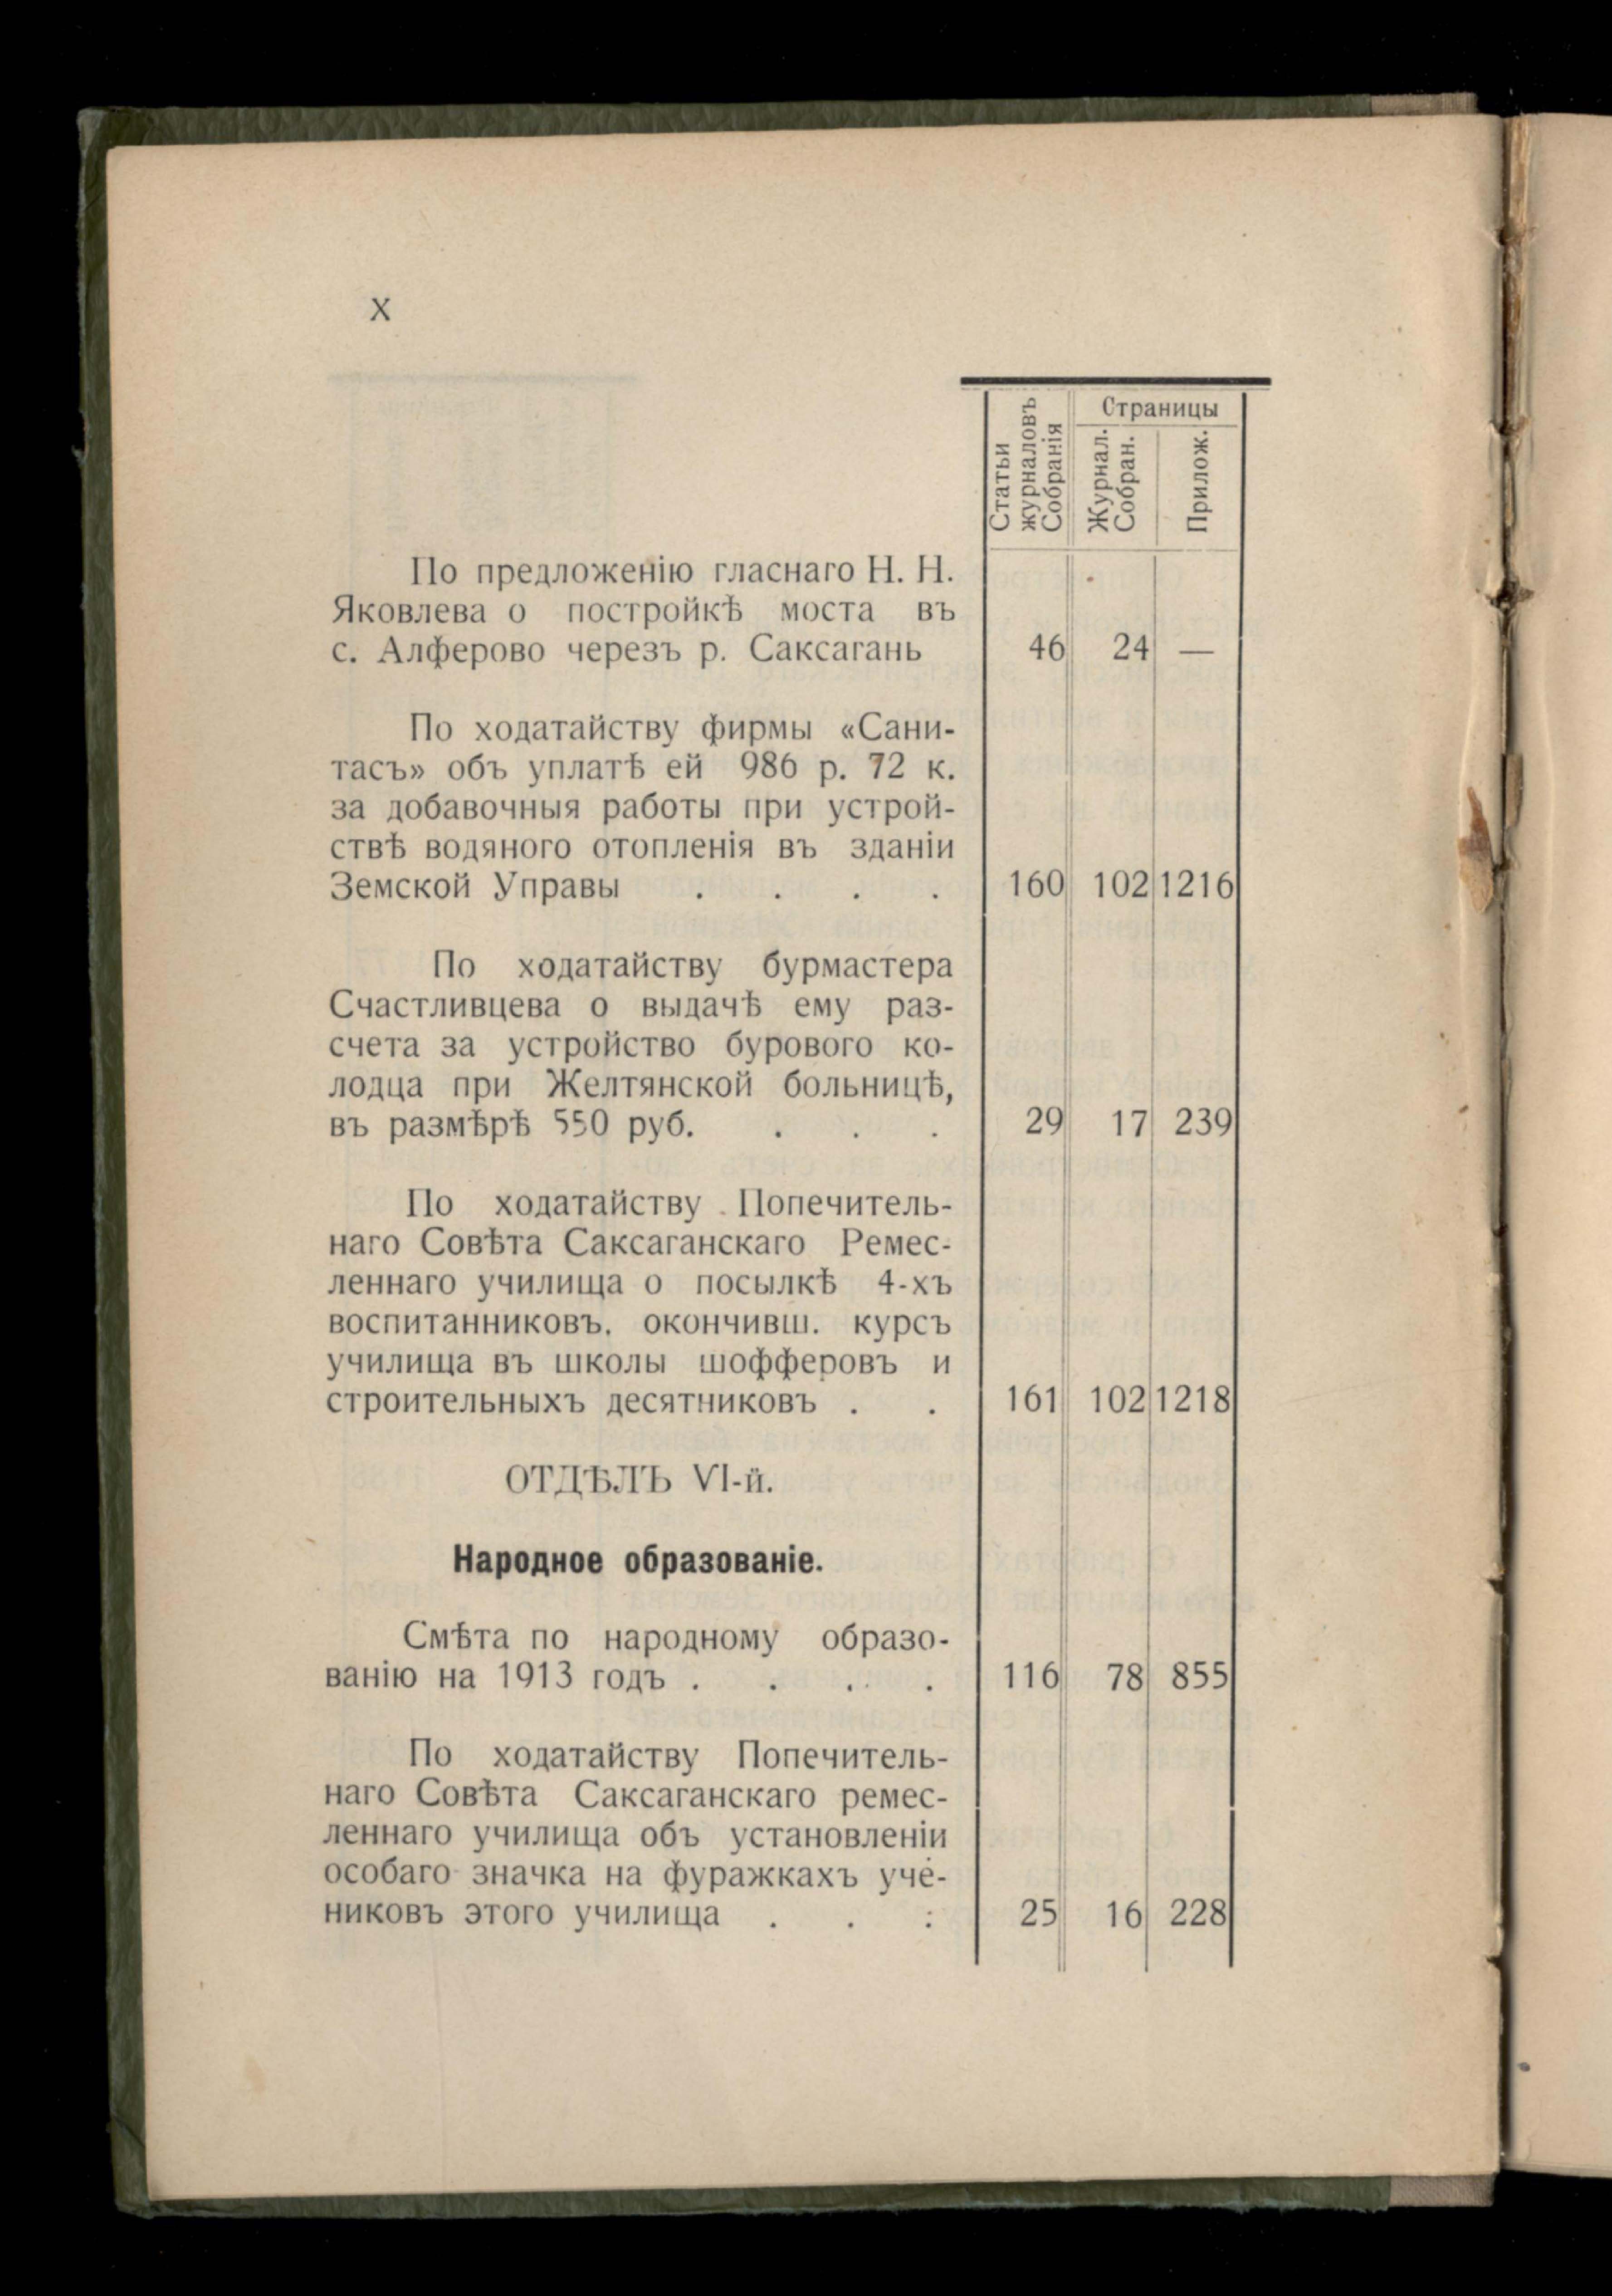 X
Статьи журналовъ Собранія
Страницы
Журнал. Собран.
Прилож.
По предложенію гласнаго Н. Н.
Яковлева о постройкѣ моста въ
с. Алферово черезъ р. Саксагань 46 24 —
По ходатайству фирмы «Сани-
тасъ» объ уплатѣ ей 986 р. 72 к.
за добавочныя работы при устрой-
ствѣ водяного отопленія въ зданіи
Земской Управы . . . . 160 102 1216
По ходатайству бурмастера
Счастливцева о выдачѣ ему раз-
счета за устройство бурового ко-
лодца при Желтянской больницѣ,
въ размѣрѣ 550 руб. . . . 29 17 239
По ходатайству Попечитель-
наго Совѣта Саксаганскаго Ремес-
леннаго училища о посылкѣ 4-хъ
воспитанниковъ. окончивш. курсъ
училища въ школы шофферовъ и
строительныхъ десятниковъ . . 161 102 1218
ОТДѢЛЪ VI-й.
Народное образованіе.
Смѣта по народному образо-
ванію на 1913 годъ . . . . 116 78 855
По ходатайству Попечитель-
наго Совѣта Саксаганскаго ремес-
леннаго училища объ установленіи
особаго значка на фуражкахъ уче-
никовъ этого училища . . : 25 16 228